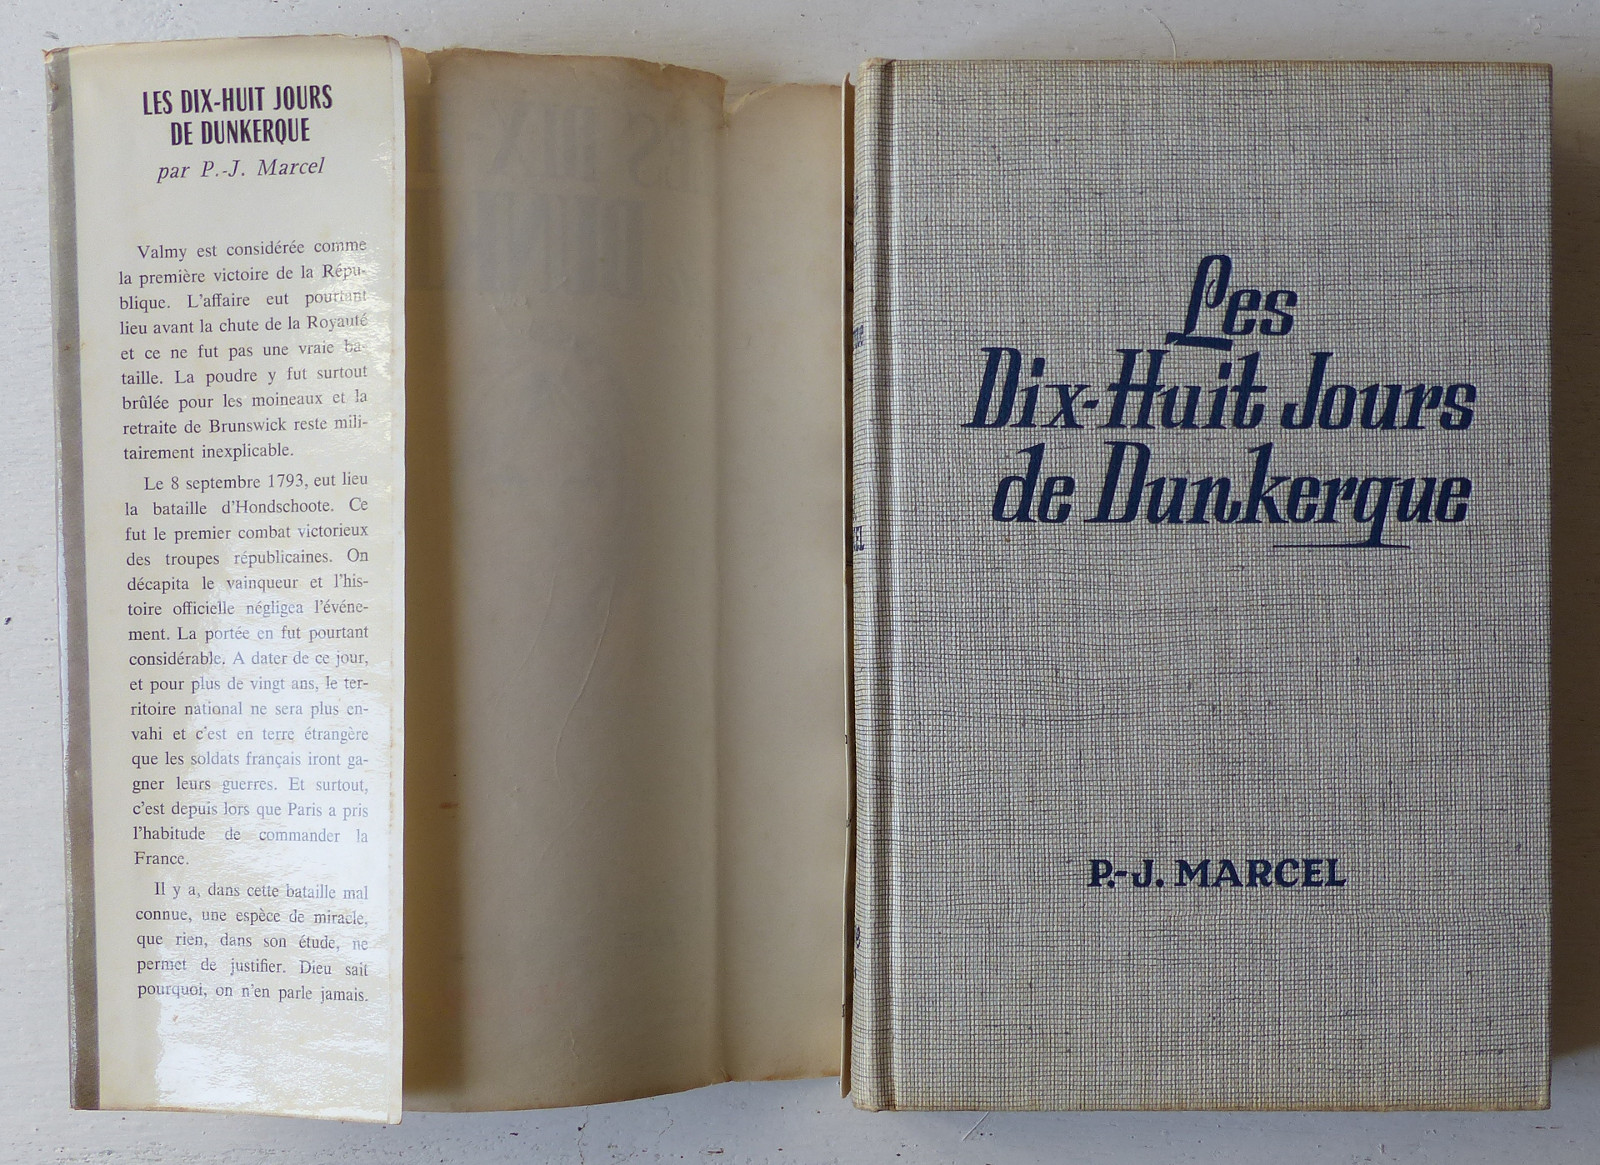 LES DIX-HUIT JOURS
DE DUNKERQUE
par P.-J. Marcel
Valmy est considérée comme
la première victoire de la Répu-
blique. L'affaire eut pourtant
lieu avant la chute de la Royauté
et ce ne fut pas une vraie ba-
taille. La poudre y fut surtout
brûlée pour les moineaux et la
retraite de Brunswick reste mili-
tairement inexplicable.
Le 8 septembre 1793, eut lieu
la bataille d'Hondschoote. Ce
fut le premier combat victorieux
des troupes républicaines. On
décapita le vainqueur et l'his-
toire officielle négligea l'événe-
ment. La portée en fut pourtant
considérable. A dater de ce jour,
et pour plus de vingt ans, le ter-
ritoire national ne sera plus en-
vahi et c'est en terre étrangère
que les soldats français iront ga-
gner leurs guerres. Et surtout,
c'est depuis lors que Paris a pris
l'habitude de commander la
France.
Il y a, dans cette bataille mal
connue, une espèce de miracle,
que rien, dans son étude, ne
permet de justifier. Dieu sait
pourquoi, on n'en parle jamais.
Les
Dix-Huit Jours
de Dunkerque
P.-J. MARCEL